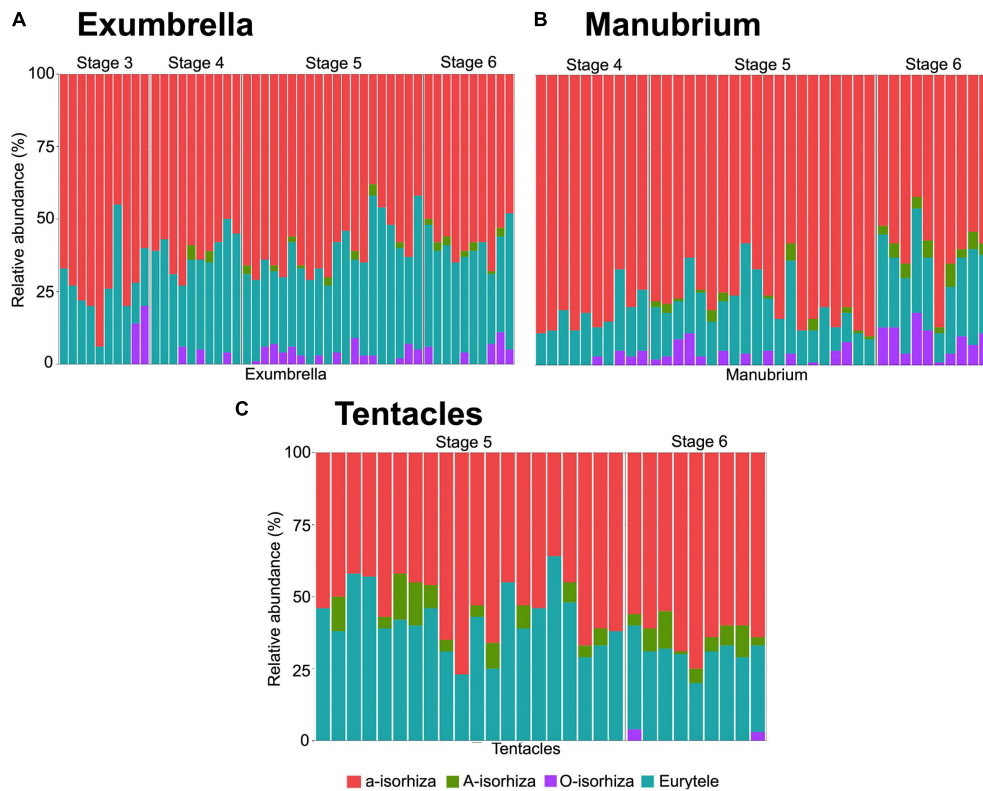 A Exumbrella
Stage 3 Stage 4 Stage 5 Stage 6
100
75
50
25
0
Relative abundance (%)
Exumbrella
B Manubrium
Stage 4 Stage 5 Stage 6
Manubrium
C Tentacles
Stage 5 Stage 6
100
75
50
25
0
Relative abundance (%)
Tentacles
a-isorhiza A-isorhiza O-isorhiza Eurytele